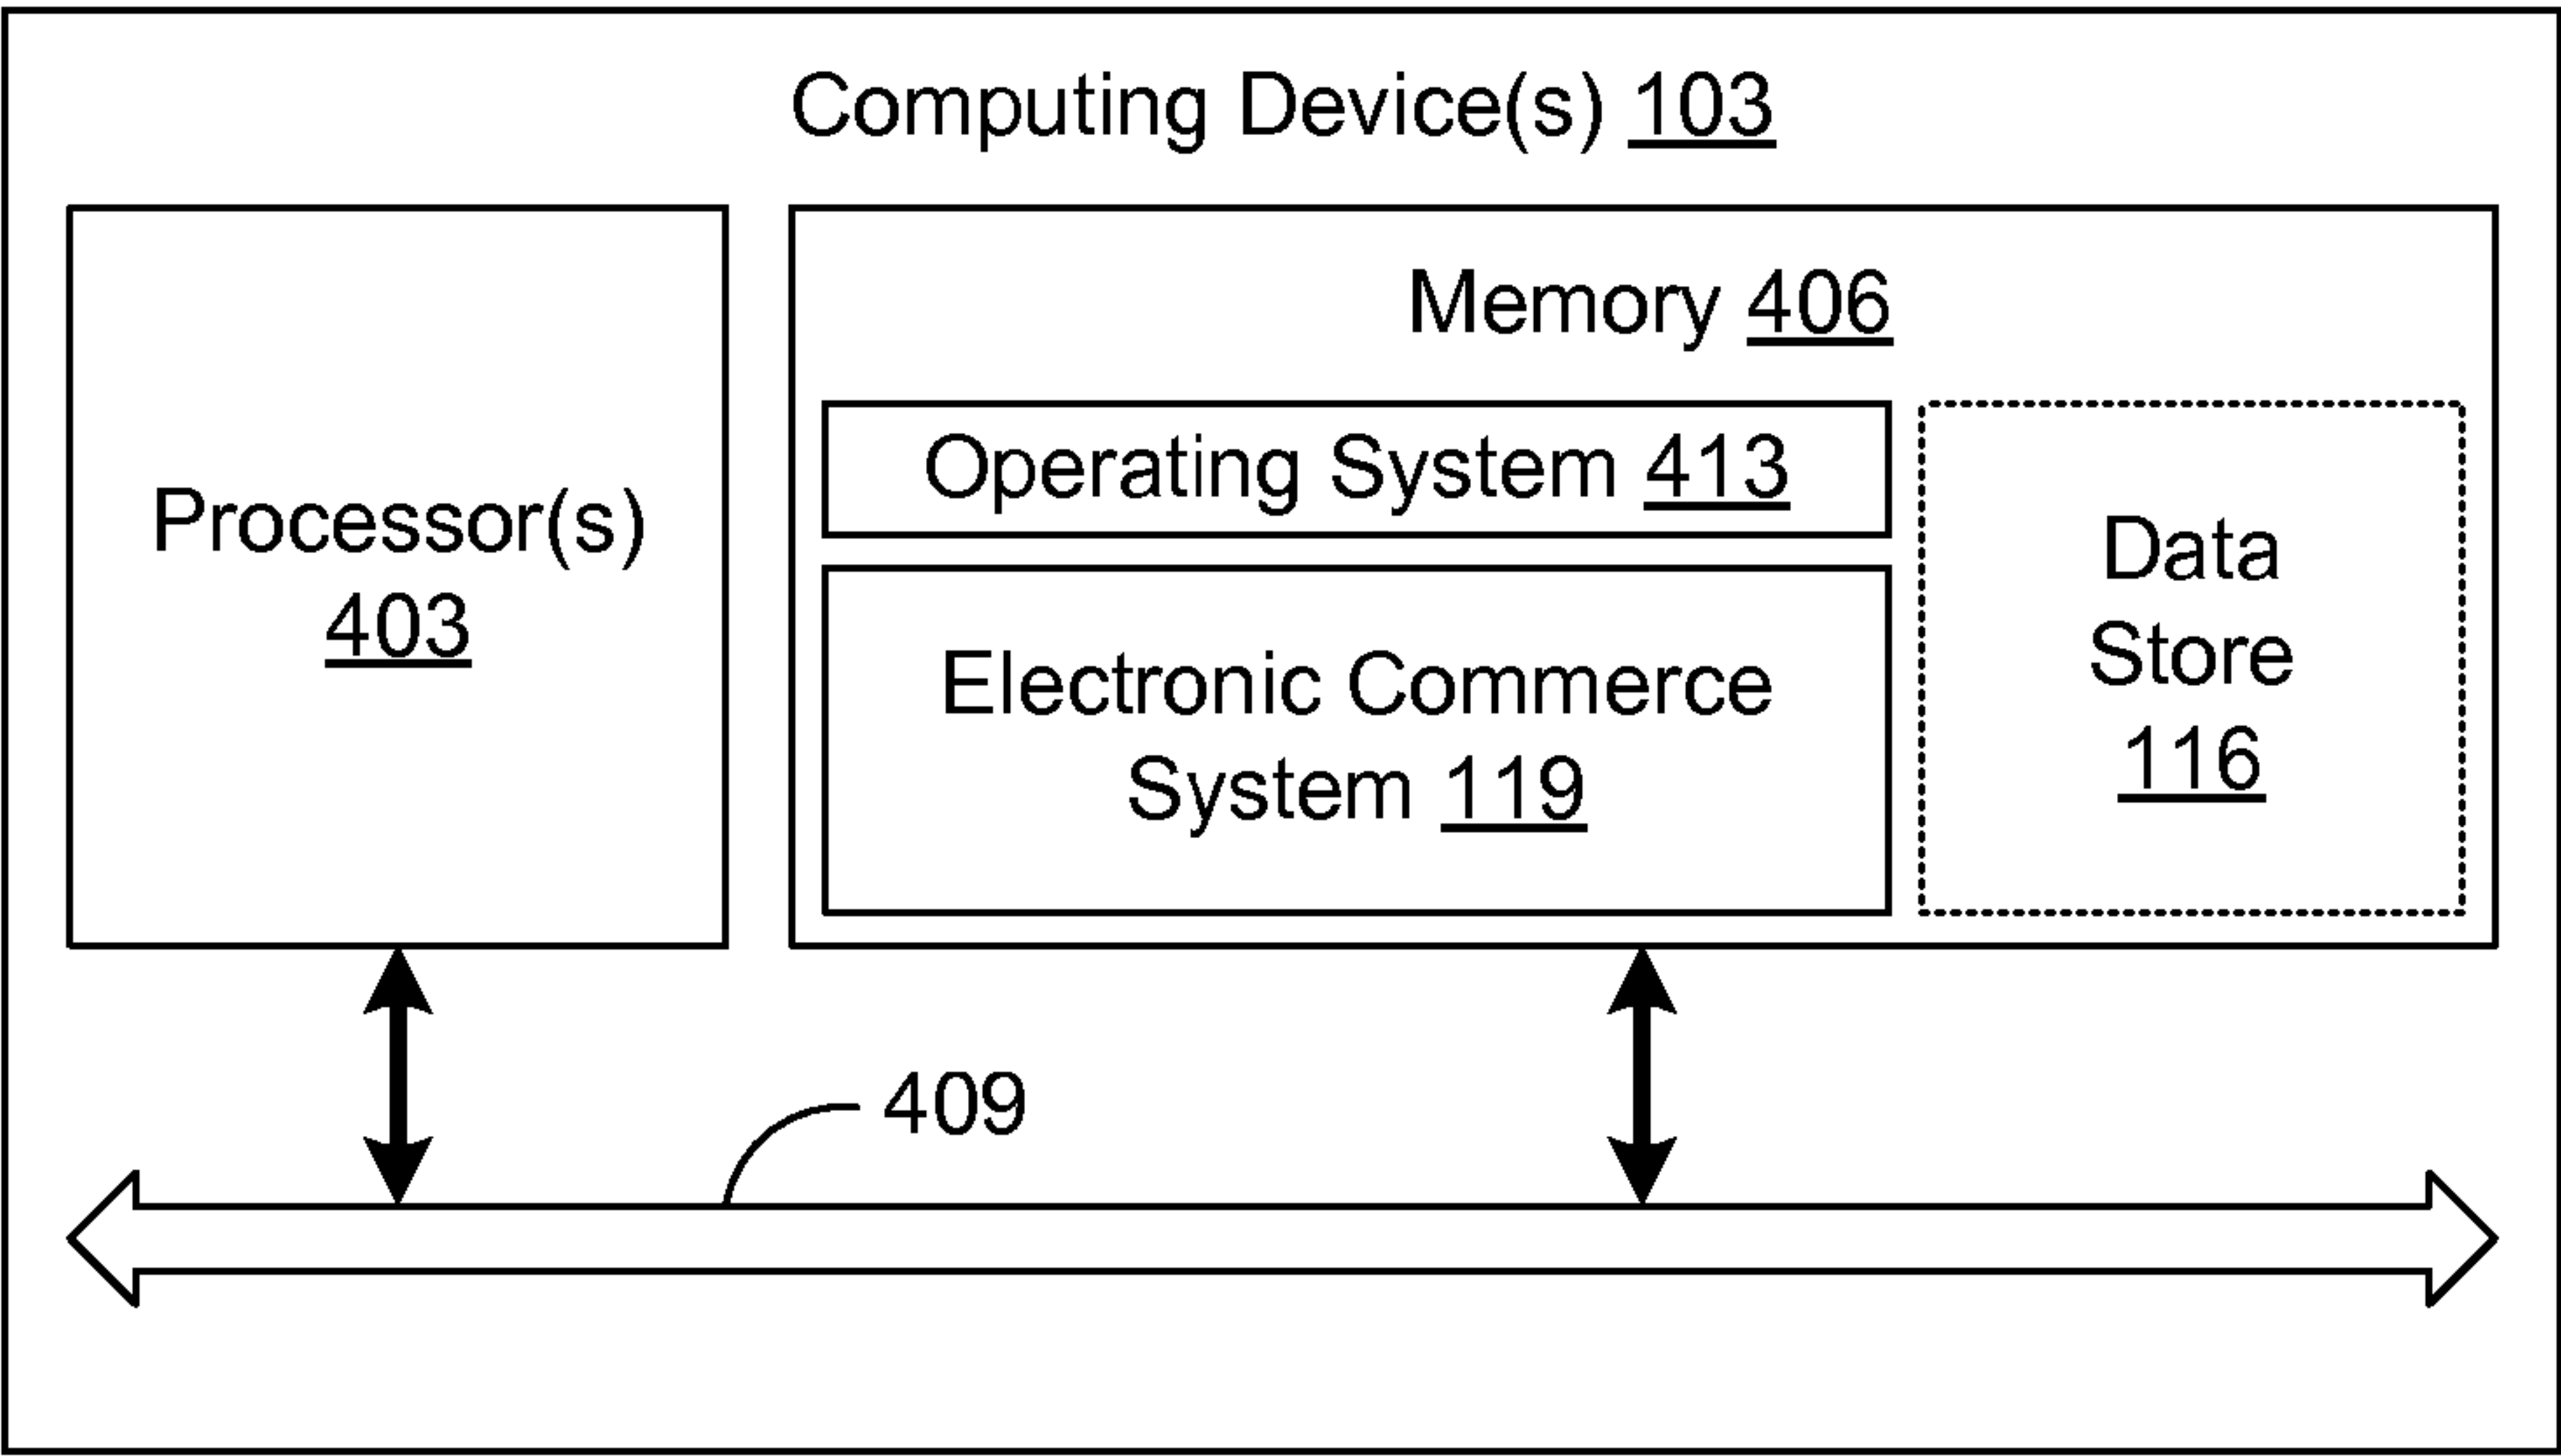 Computing Device(s) 103
Processor(s)
403
Memory 406
Operating System 413
Electronic Commerce
System 119
Data
Store
116
409